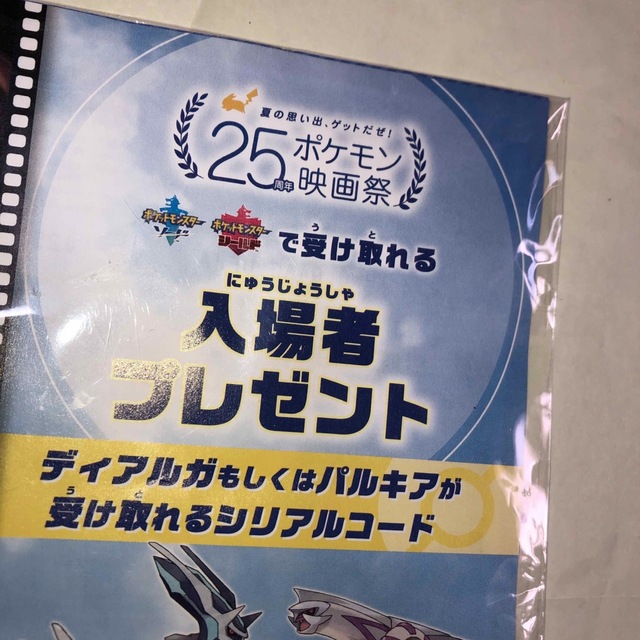 夏の思い出、ゲットだぜ!
25周年
ポケモン
映画祭
ポケットモンスター
ソード
ポケットモンスター
シールド
で受け取れる
う と
にゅうじょうしゃ
入場者
プレゼント
ディアルガもしくはパルキアが
う と
受け取れるシリアルコード